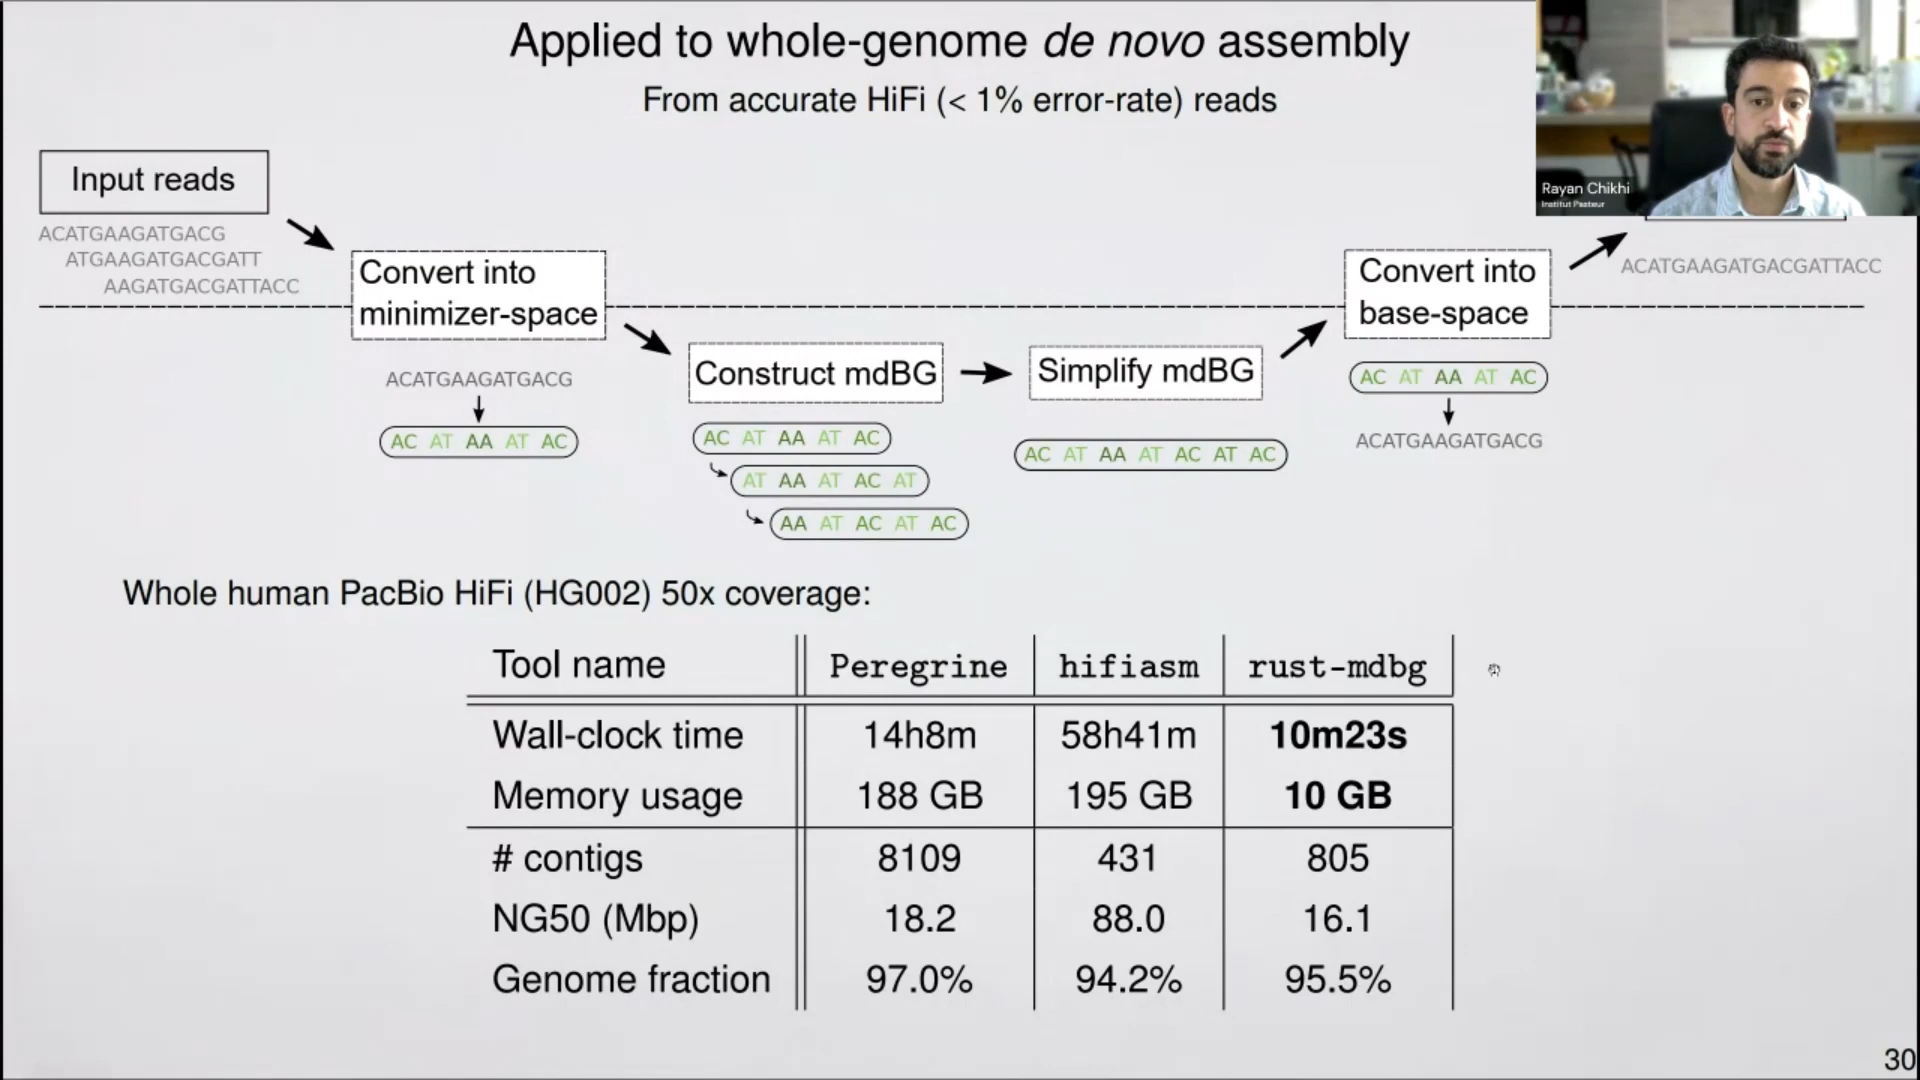 Applied to whole-genome de novo assembly
From accurate HiFi (< 1% error-rate) reads
Rayan Chikhi
Institut Pasteur
Input reads
ACATGAAGATGACG
ATGAAGATGACGATT
AAGATGACGATTACC
Convert into
minimizer-space
ACATGAAGATGACG
AC AT AA AT AC
Construct mdBG
AC AT AA AT AC
AT AA AT AC AT
AA AT AC AT AC
Simplify mdBG
AC AT AA AT AC AT AC
Convert into
base-space
AC AT AA AT AC
ACATGAAGATGACG
ACATGAAGATGACGATTACC
Whole human PacBio HiFi (HG002) 50x coverage:
Tool name Peregrine hifiasm rust-mdbg
Wall-clock time 14h8m 58h41m 10m23s
Memory usage 188 GB 195 GB 10 GB
# contigs 8109 431 805
NG50 (Mbp) 18.2 88.0 16.1
Genome fraction 97.0% 94.2% 95.5%
30